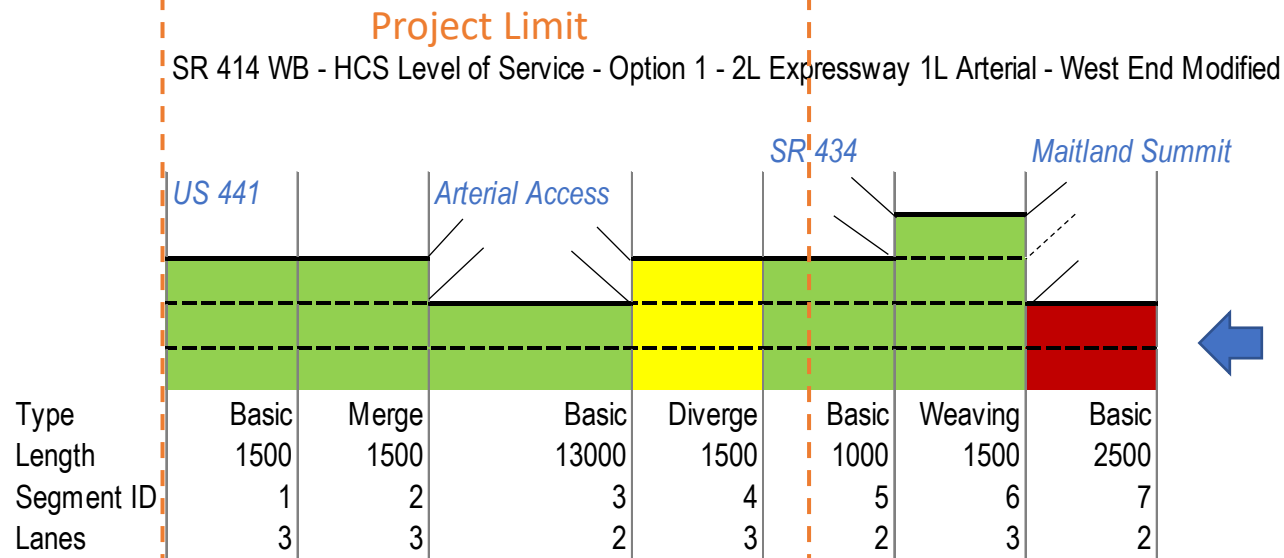 Project Limit
SR 414 WB - HCS Level of Service - Option 1 - 2L Expressway 1L Arterial - West End Modified
SR 434 Maitland Summit
US 441 Arterial Access
Type Basic Merge Basic Diverge Basic Weaving Basic
Length 1500 1500 13000 1500 1000 1500 2500
Segment ID 1 2 3 4 5 6 7
Lanes 3 3 2 3 2 3 2